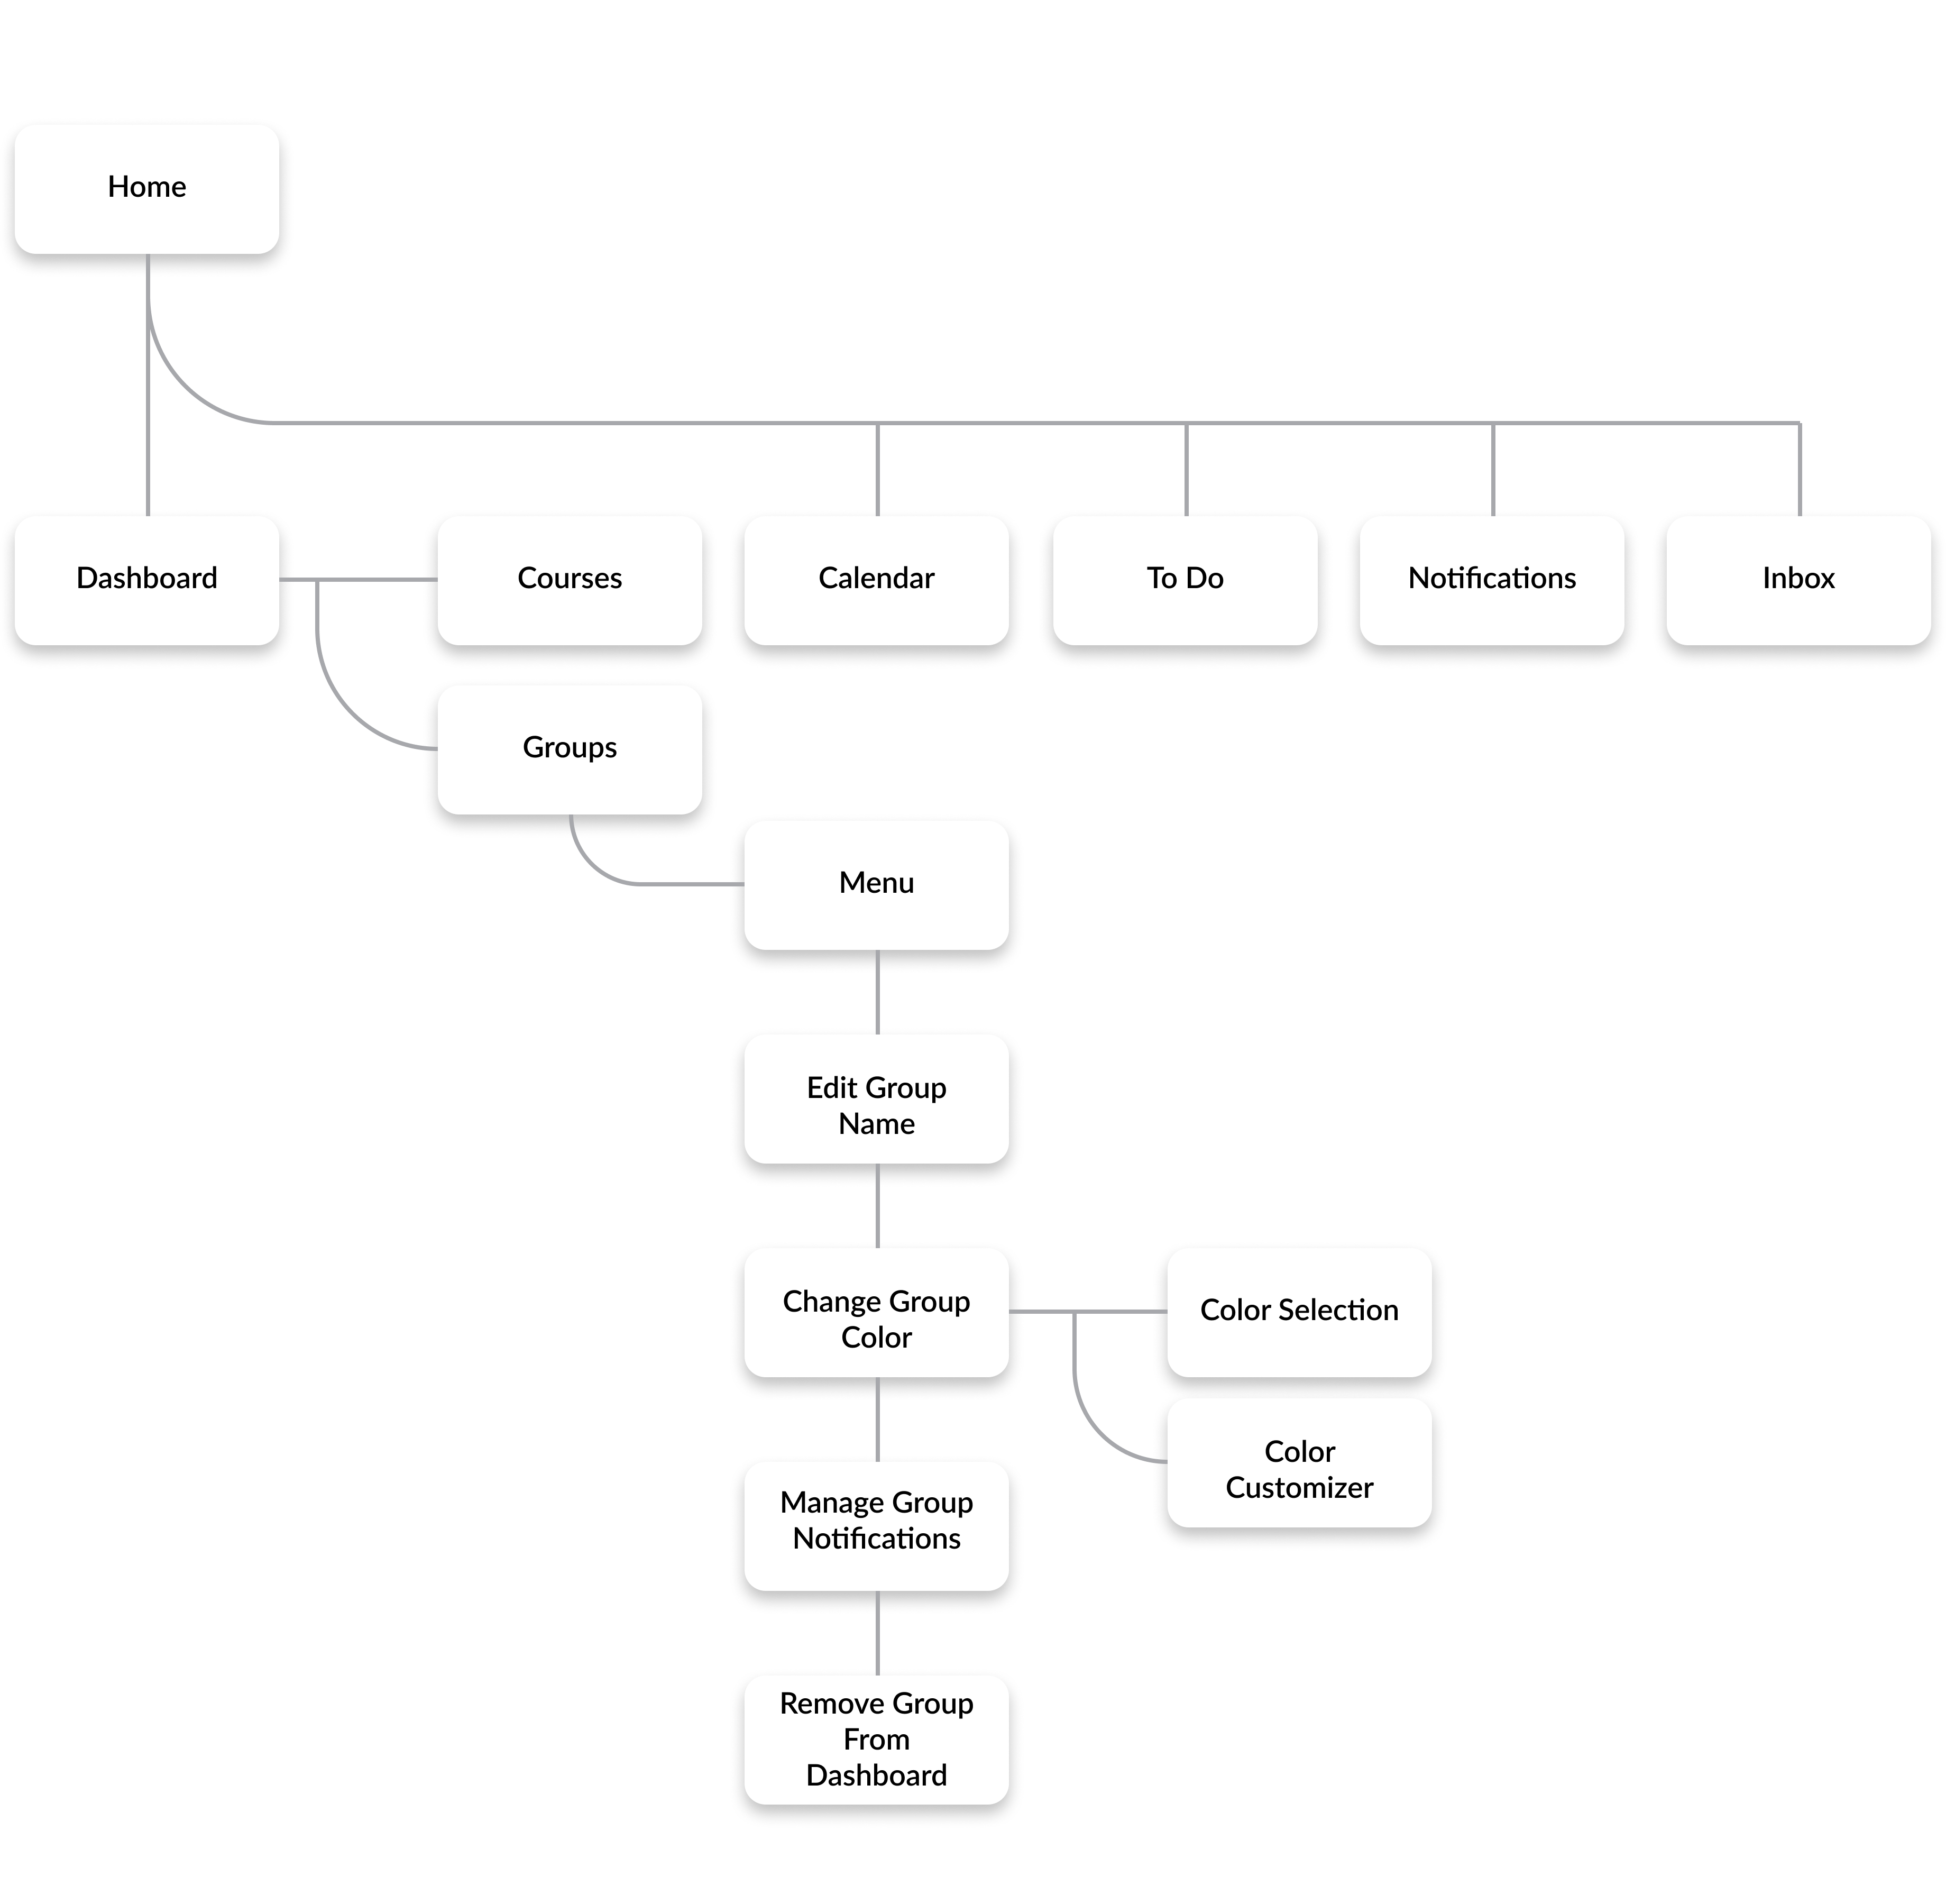 Home
Dashboard
Courses
Calendar
To Do
Notifications
Inbox
Groups
Menu
Edit Group
Name
Change Group
Color
Color Selection
Color
Customizer
Manage Group
Notifications
Remove Group
From
Dashboard